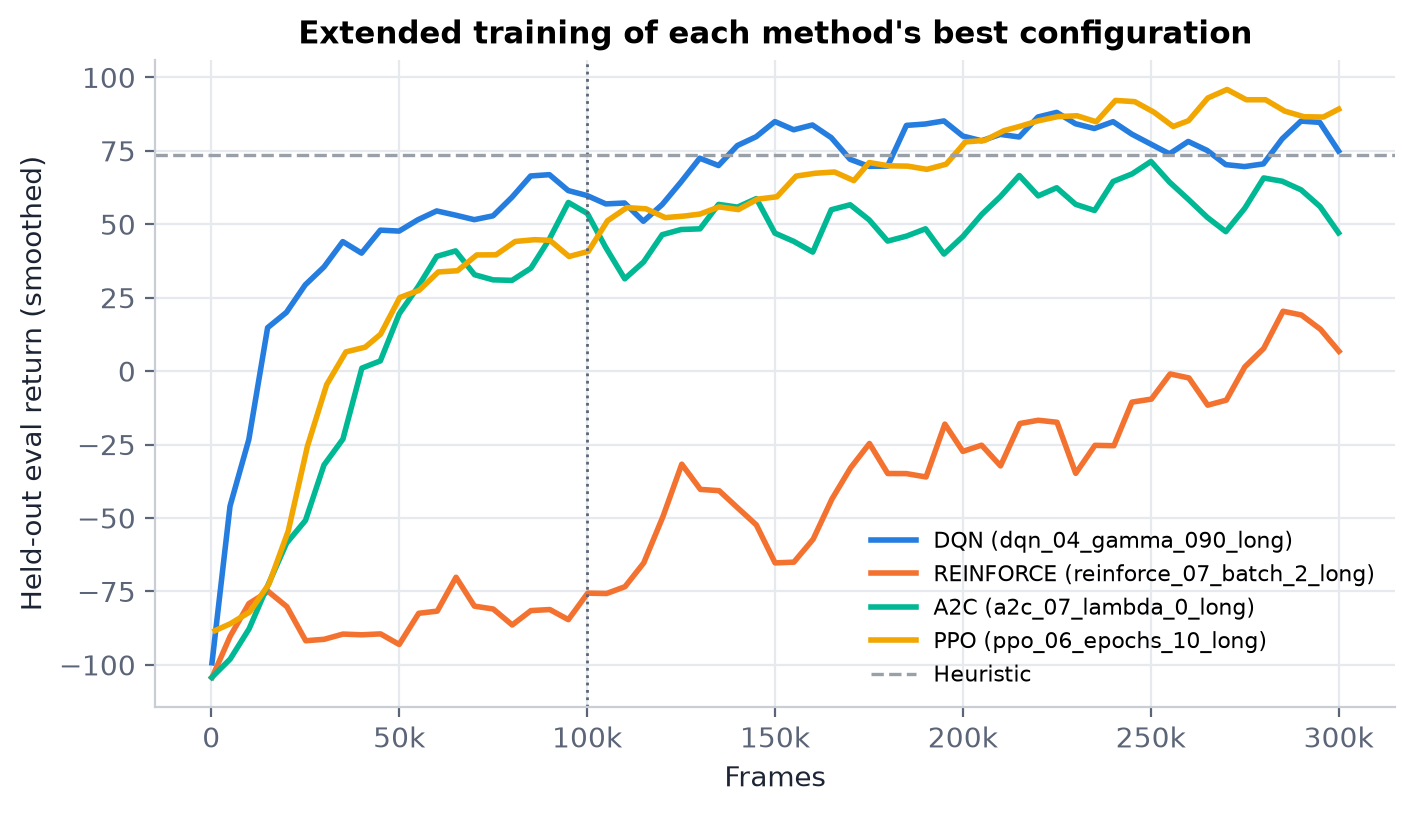 Extended training of each method's best configuration
Held-out eval return (smoothed)
100
75
50
25
0
−25
−50
−75
−100
DQN (dqn_04_gamma_090_long)
REINFORCE (reinforce_07_batch_2_long)
A2C (a2c_07_lambda_0_long)
PPO (ppo_06_epochs_10_long)
Heuristic
0 50k 100k 150k 200k 250k 300k
Frames